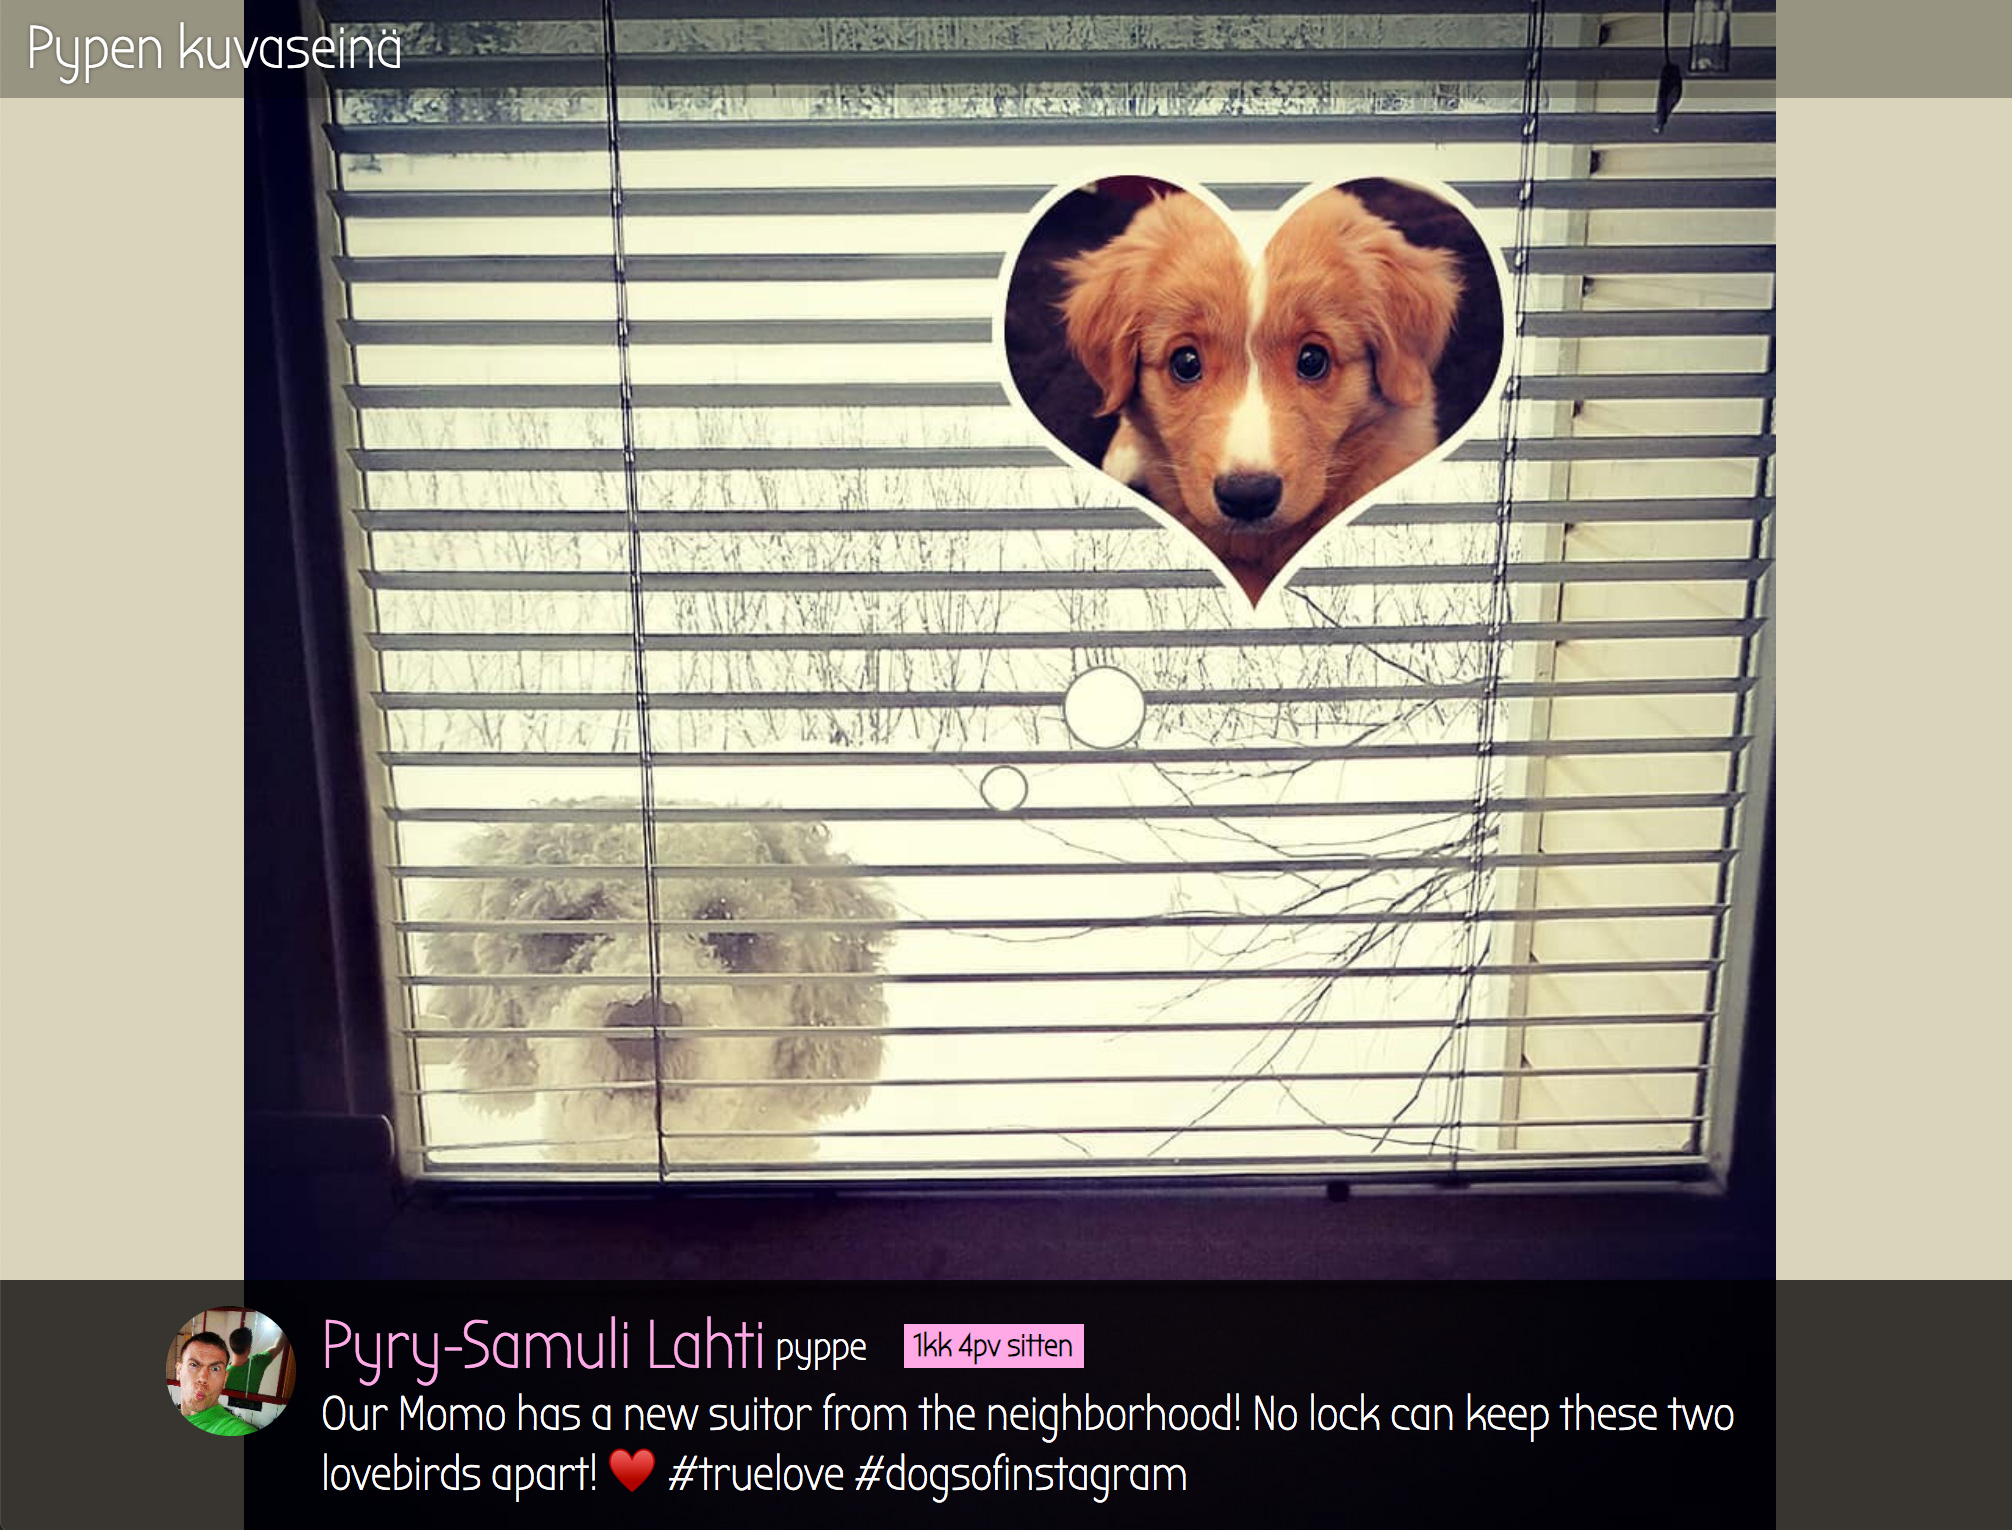 Pypen kuvaseinä
Pyry-Samuli Lahti pyppe 1kk 4pv sitten
Our Momo has a new suitor from the neighborhood! No lock can keep these two
lovebirds apart! ♥️ #truelove #dogsofinstagram